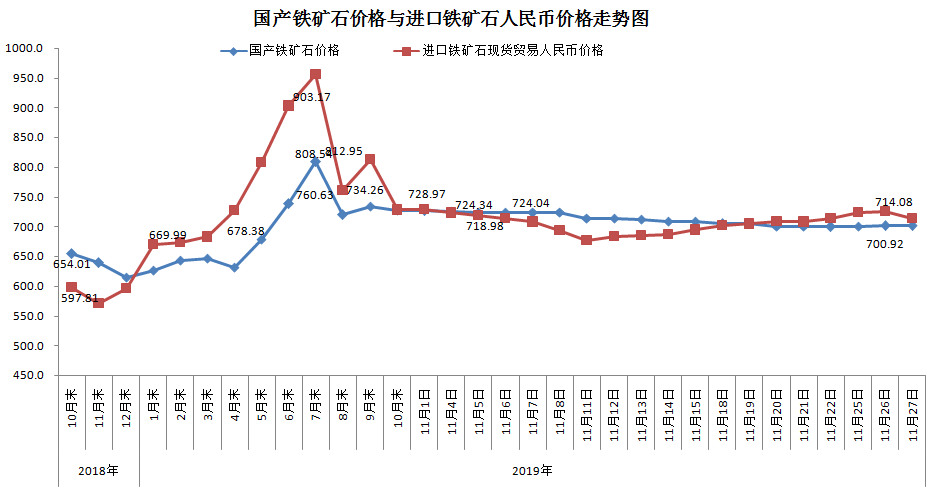 国产铁矿石价格与进口铁矿石人民币价格走势图
国产铁矿石价格 进口铁矿石现货贸易人民币价格
1000.0
950.0
900.0
850.0
800.0
750.0
700.0
650.0
600.0
550.0
500.0
450.0
654.01
597.81
669.99
678.38
903.17
760.63
808.54
812.95
734.26
728.97
724.34
718.98
724.04
714.08
700.92
10月末
11月末
12月末
1月末
2月末
3月末
4月末
5月末
6月末
7月末
8月末
9月末
10月末
11月1日
11月4日
11月5日
11月6日
11月7日
11月8日
11月11日
11月12日
11月13日
11月14日
11月15日
11月18日
11月19日
11月20日
11月21日
11月22日
11月25日
11月26日
11月27日
2018年 2019年